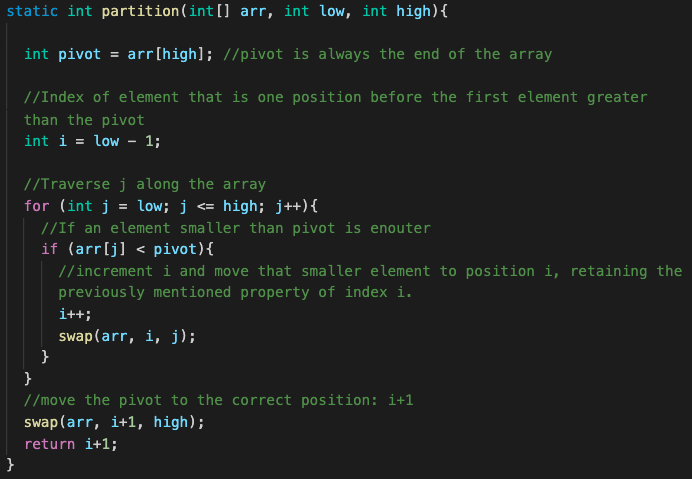 static int partition(int[] arr, int low, int high){
int pivot = arr[high]; //pivot is always the end of the array
//Index of element that is one position before the first element greater
than the pivot
int i = low - 1;
//Traverse j along the array
for (int j = low; j <= high; j++){
//If an element smaller than pivot is enouter
if (arr[j] < pivot){
//increment i and move that smaller element to position i, retaining the
previously mentioned property of index i.
i++;
swap(arr, i, j);
}
}
//move the pivot to the correct position: i+1
swap(arr, i+1, high);
return i+1;
}